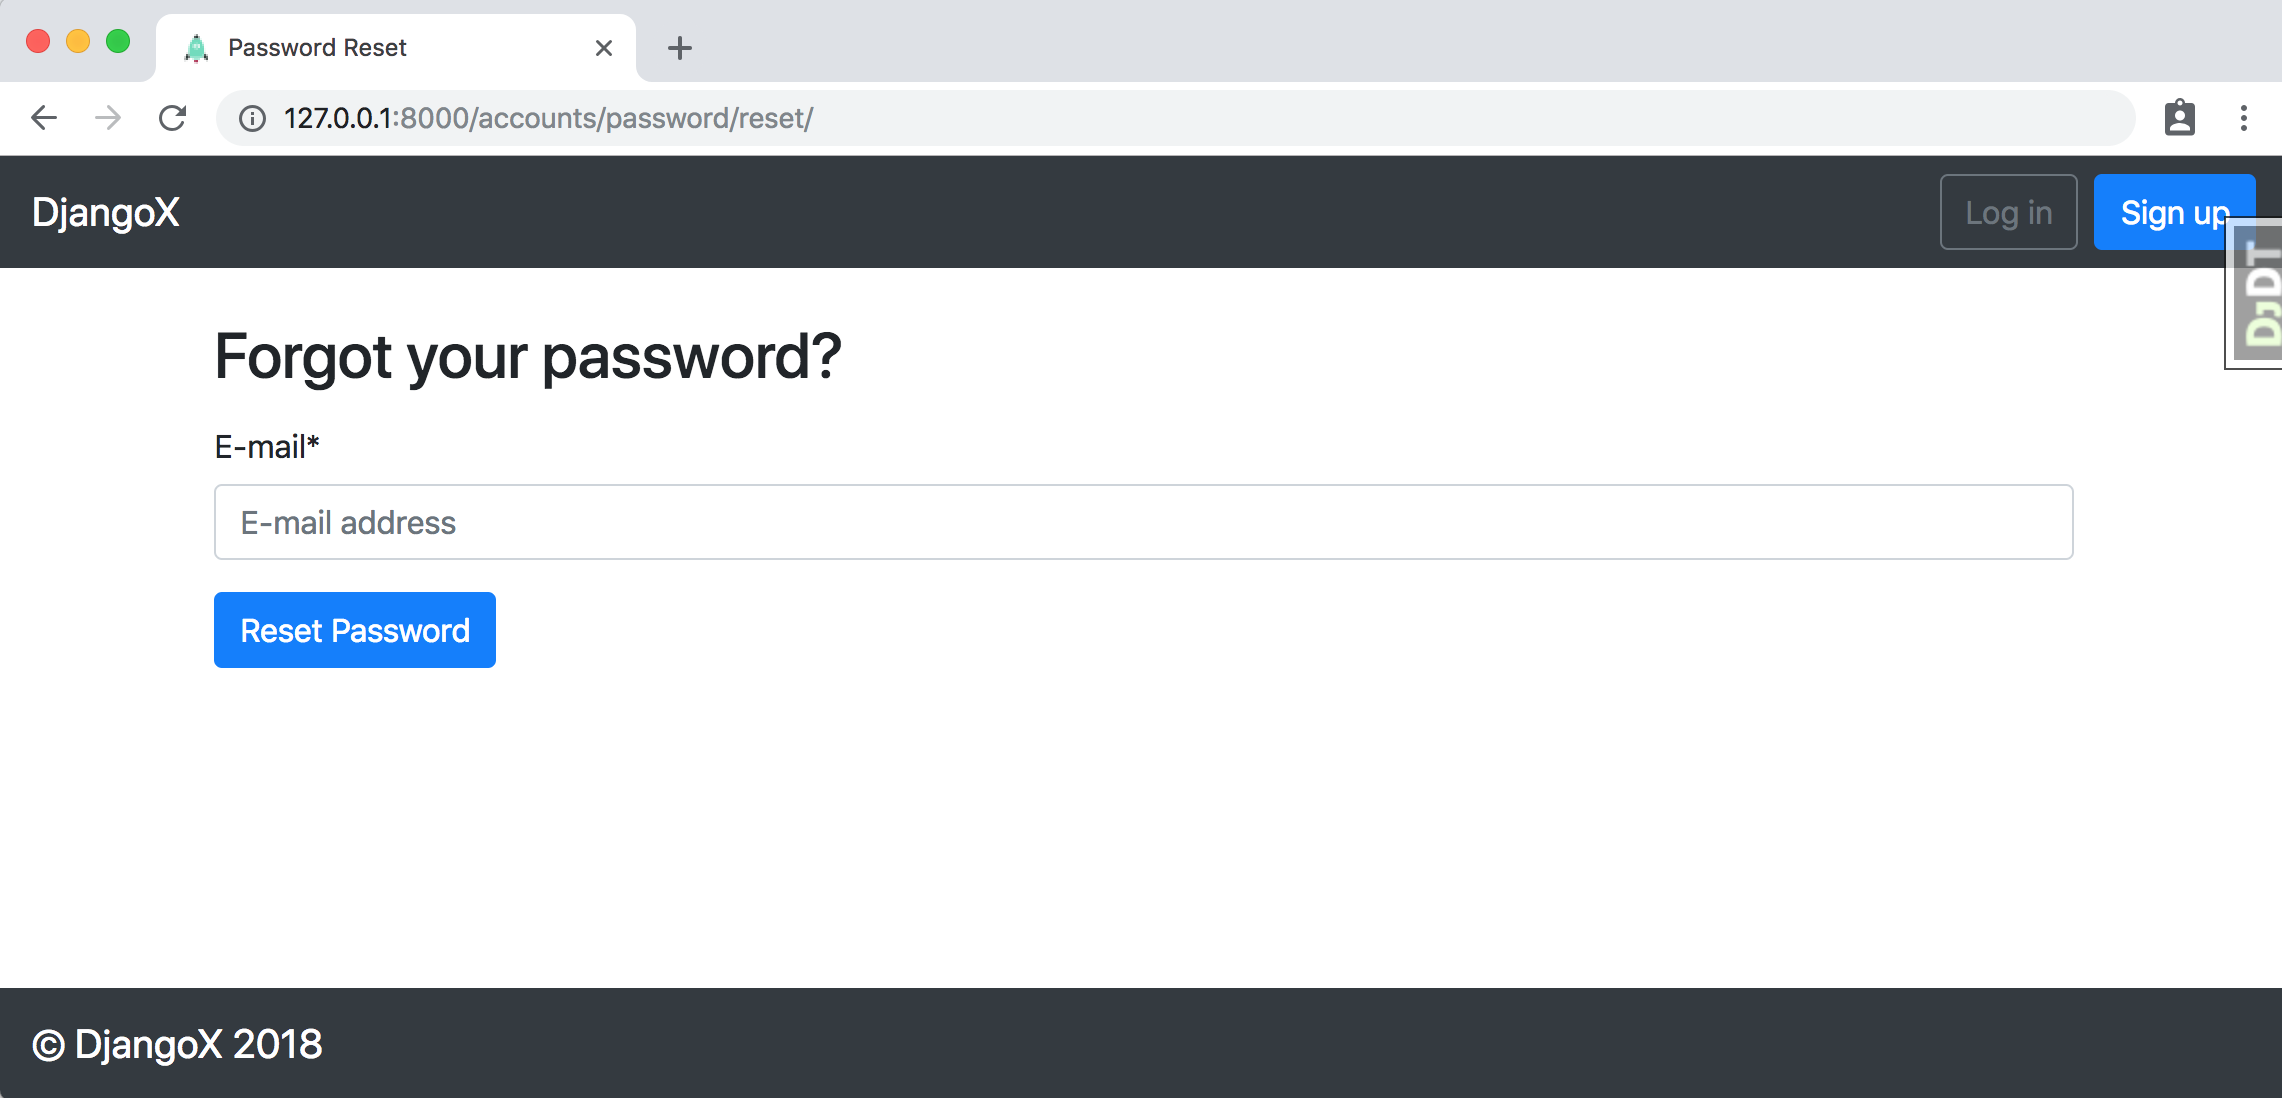 Password Reset
127.0.0.1:8000/accounts/password/reset/
DjangoX
Log in
Sign up
DjDT
Forgot your password?
E-mail*
E-mail address
Reset Password
© DjangoX 2018